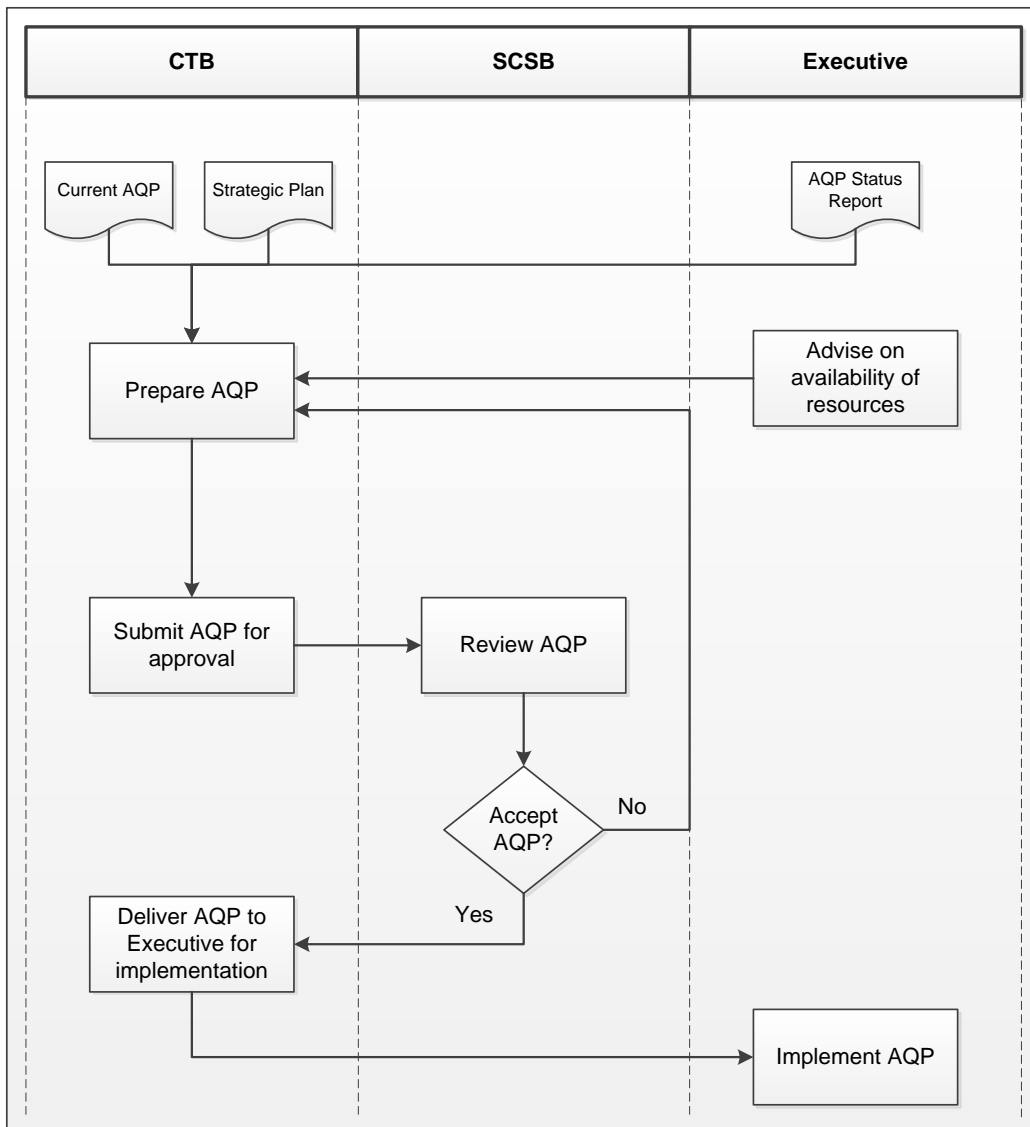 CTB
SCSB
Executive
Current AQP
Strategic Plan
AQP Status
Report
Prepare AQP
Advise on
availability of
resources
Submit AQP for
approval
Review AQP
Accept
AQP?
No
Yes
Deliver AQP to
Executive for
implementation
Implement AQP